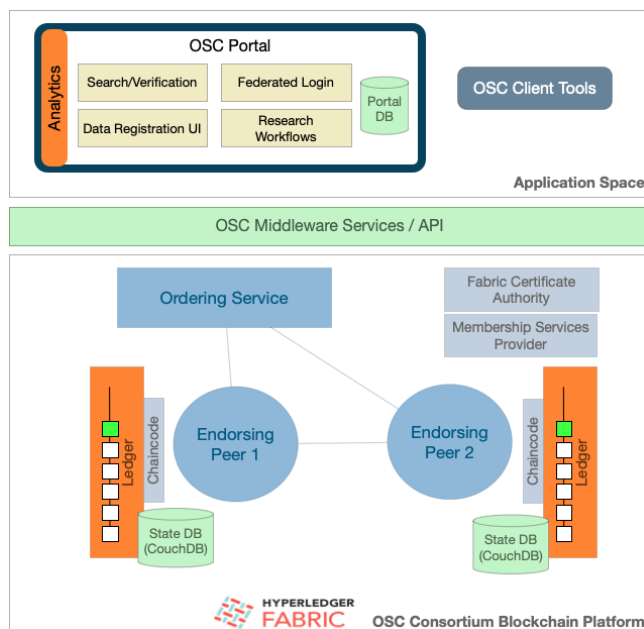 OSC Portal
Analytics
Search/Verification
Federated Login
Data Registration UI
Research
Workflows
Portal
DB
OSC Client Tools
Application Space
OSC Middleware Services / API
Ordering Service
Fabric Certificate
Authority
Membership Services
Provider
Ledger
Chaincode
Endorsing
Peer 1
Endorsing
Peer 2
Chaincode
Ledger
State DB
(CouchDB)
State DB
(CouchDB)
HYPERLEDGER
FABRIC
OSC Consortium Blockchain Platform